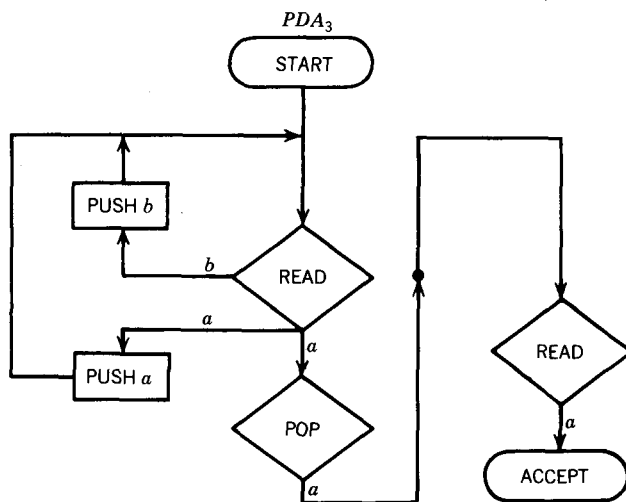 PDA₃
START
PUSH b
b
READ
a
a
PUSH a
POP
a
READ
a
ACCEPT